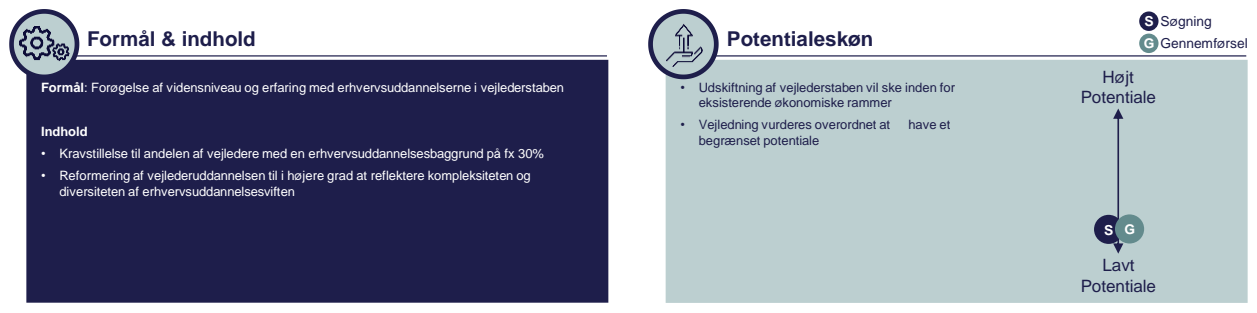 Formål & indhold
Formål: Forøgelse af vidensniveau og erfaring med erhvervsuddannelserne i vejlederstaben
Indhold
• Kravstillelse til andelen af vejledere med en erhvervsuddannelsesbaggrund på fx 30%
• Reformering af vejlederuddannelsen til i højere grad at reflektere kompleksiteten og
diversiteten af erhvervsuddannelsesviften
Potentialeskøn
S Søgning
G Gennemførsel
• Udskiftning af vejlederstaben vil ske inden for
eksisterende økonomiske rammer
• Vejledning vurderes overordnet at have et
begrænset potentiale
Højt
Potentiale
S G
Lavt
Potentiale